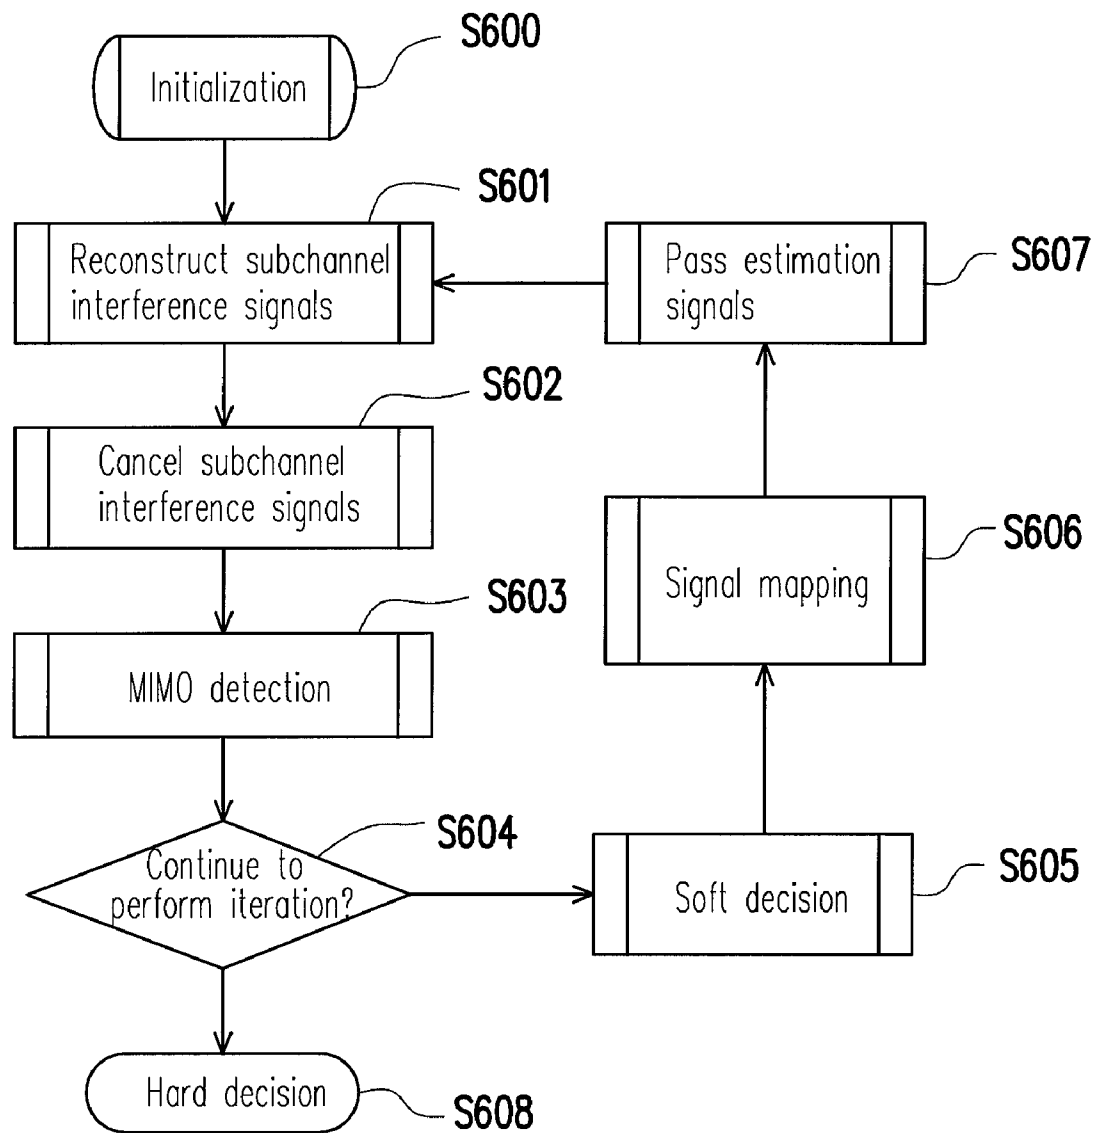 S600
Initialization
S601
Reconstruct subchannel
interference signals
Pass estimation
signals
S607
S602
Cancel subchannel
interference signals
S606
Signal mapping
S603
MIMO detection
S604
Continue to
perform iteration?
S605
Soft decision
Hard decision
S608